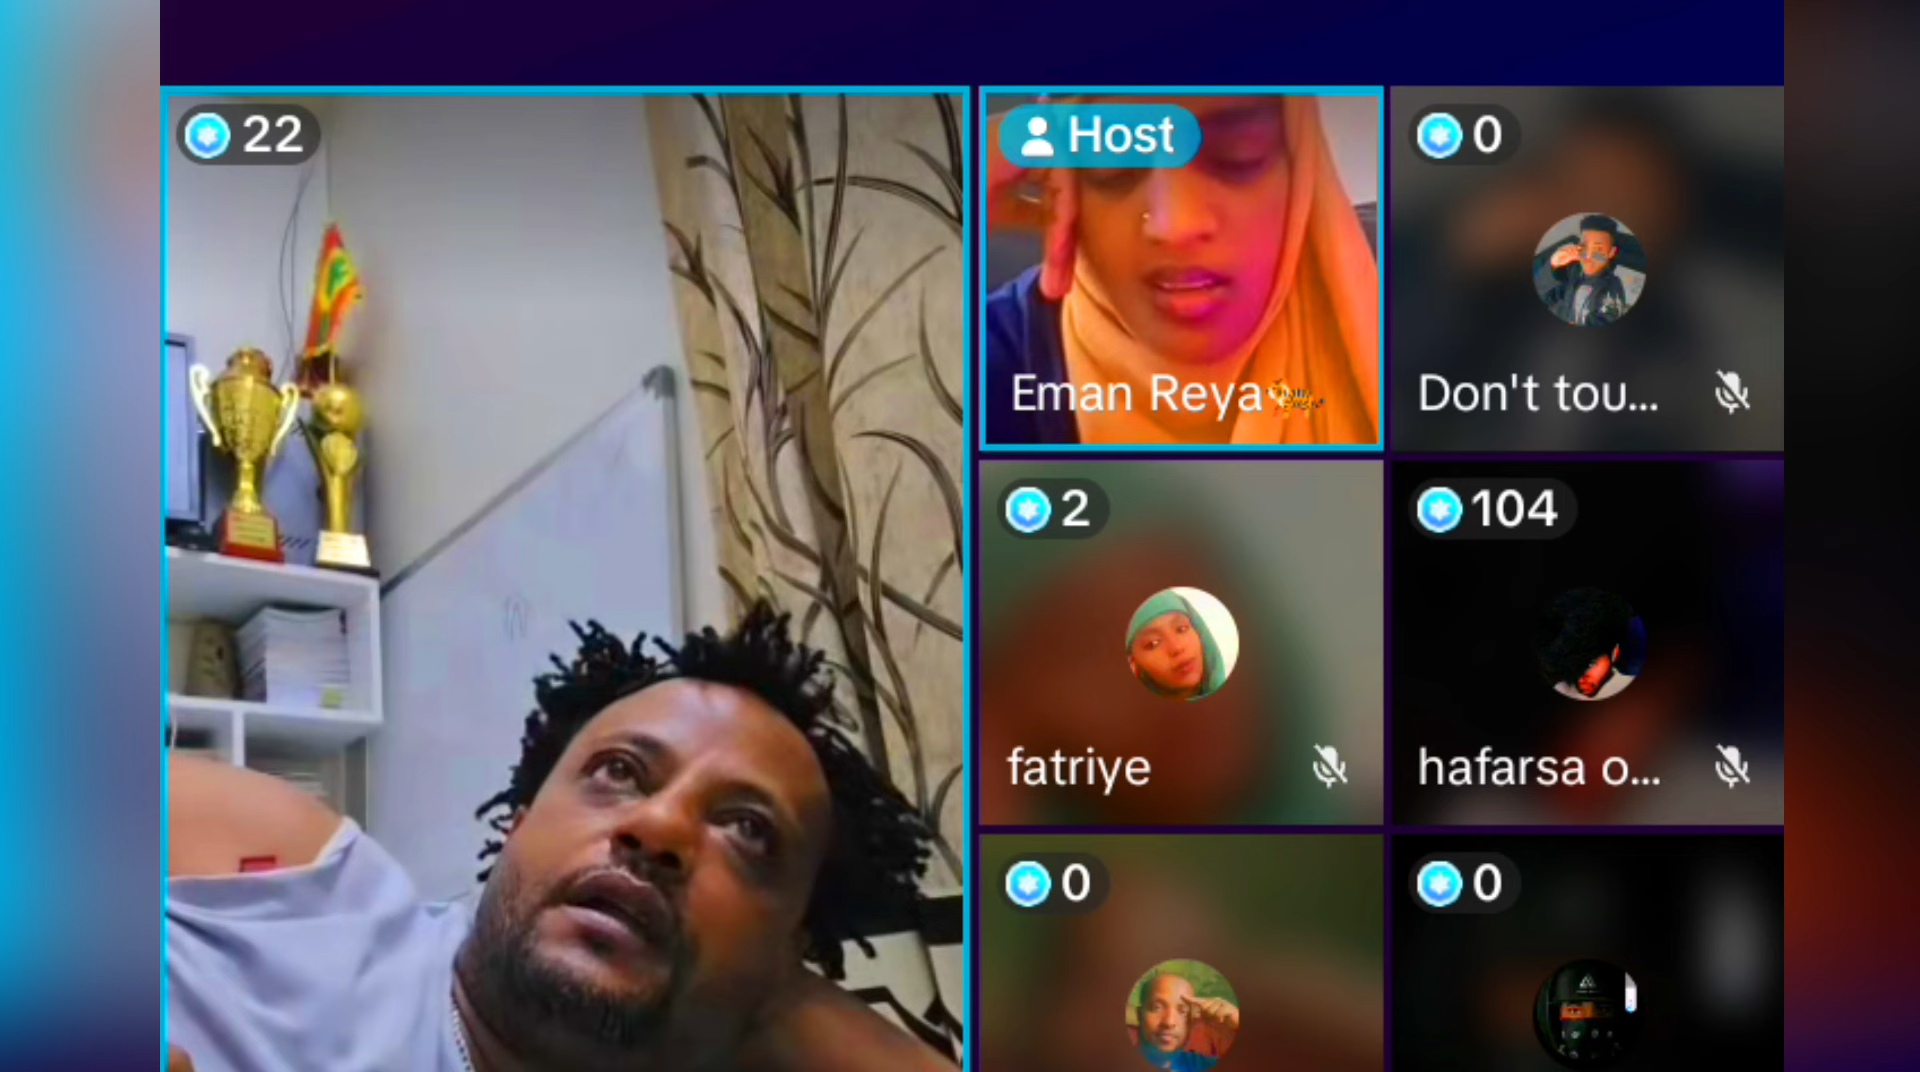 22
Host
Eman Reya
0
Don't tou...
2
fatriye
104
hafarsa o...
0
0